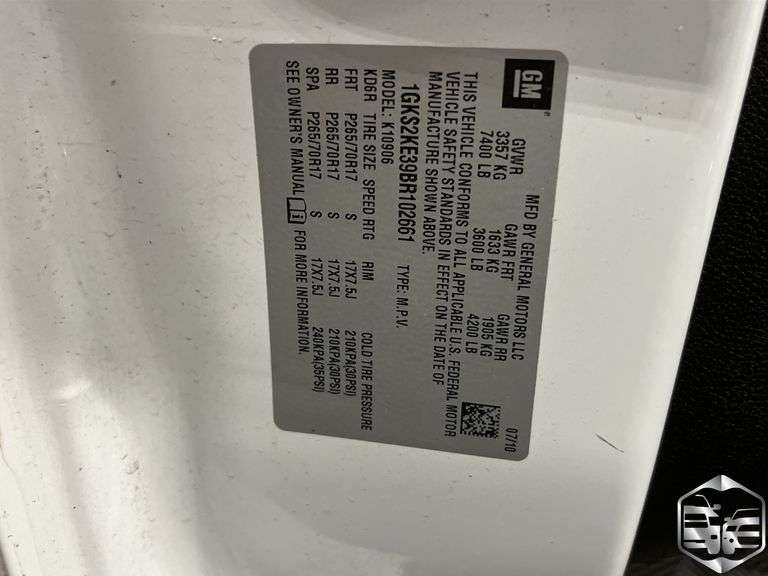 GM
MFD BY GENERAL MOTORS LLC
07/10
GVWR GAWR FRT GAWR RR
3357 KG 1633 KG 1905 KG
7400 LB 3600 LB 4200 LB
THIS VEHICLE CONFORMS TO ALL APPLICABLE U.S. FEDERAL MOTOR
VEHICLE SAFETY STANDARDS IN EFFECT ON THE DATE OF
MANUFACTURE SHOWN ABOVE.
1GKS2KE39BR102661 TYPE: M.P.V.
MODEL: K10906
KD6R TIRE SIZE SPEED RTG RIM COLD TIRE PRESSURE
FRT P265/70R17 S 17X7.5J 210KPA(30PSI)
RR P265/70R17 S 17X7.5J 210KPA(30PSI)
SPA P265/70R17 S 17X7.5J 240KPA(35PSI)
SEE OWNER'S MANUAL i FOR MORE INFORMATION.